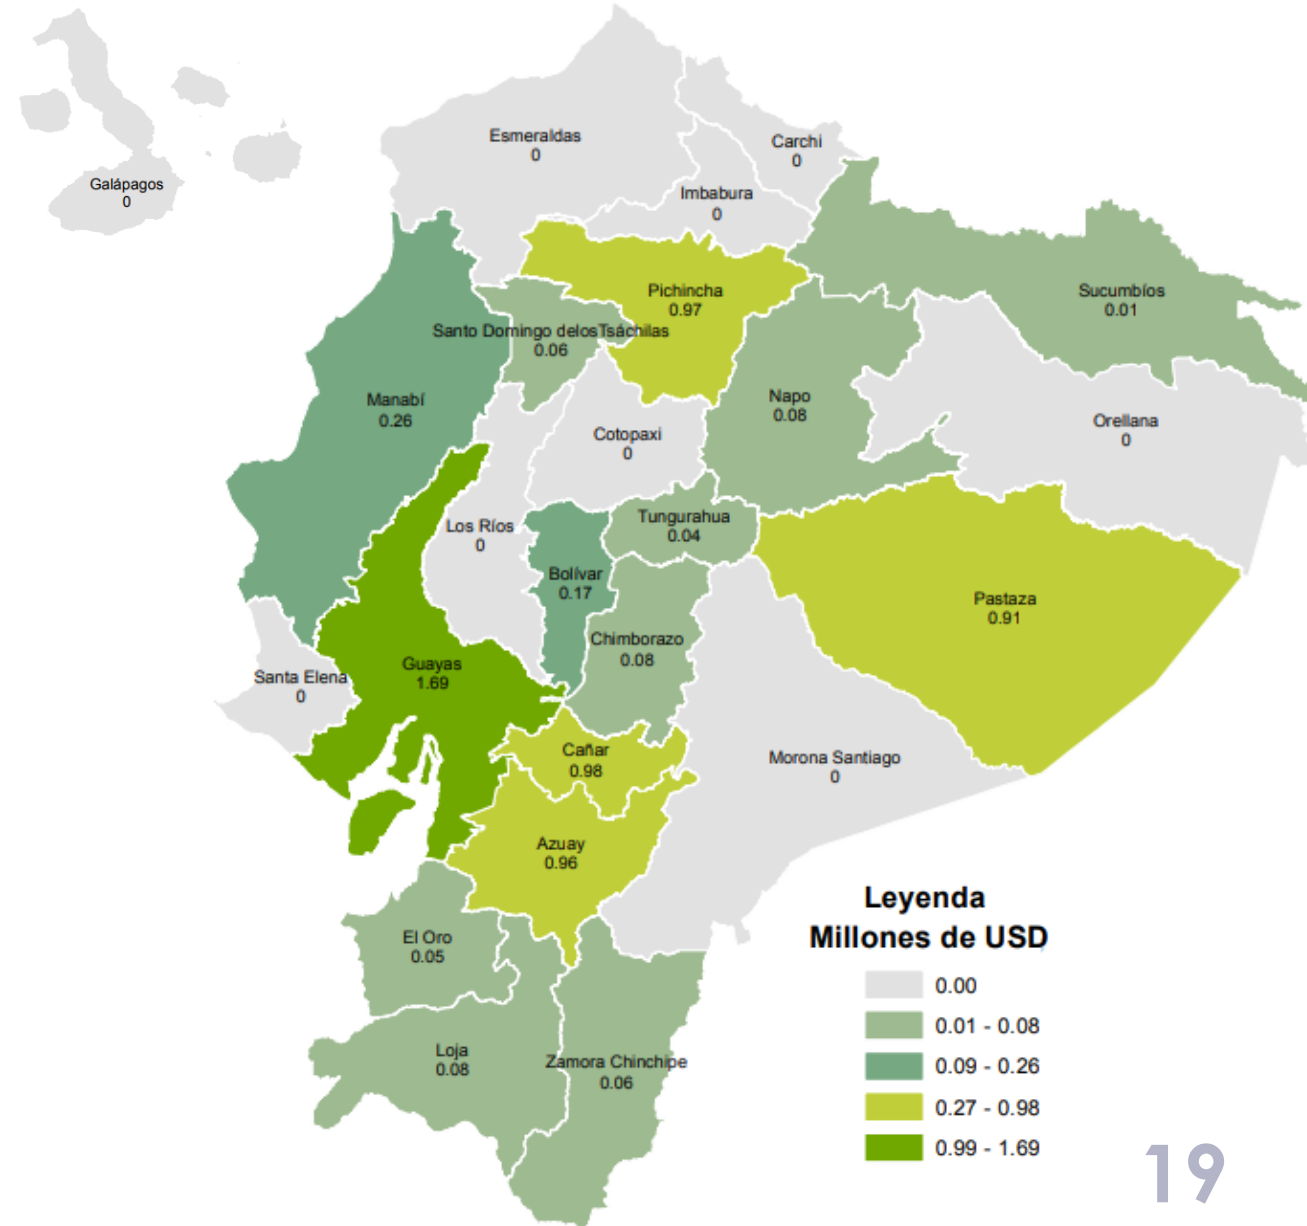 Esmeraldas
0
Carchi
0
Galápagos
0
Imbabura
0
Pichincha
0.97
Sucumbíos
0.01
Santo Domingo delosTsáchilas
0.06
Manabí
0.26
Napo
0.08
Orellana
0
Cotopaxi
0
Los Ríos
0
Tungurahua
0.04
Bolívar
0.17
Pastaza
0.91
Chimborazo
0.08
Guayas
1.69
Santa Elena
0
Cañar
0.98
Morona Santiago
0
Azuay
0.96
El Oro
0.05
Loja
0.08
Zamora Chinchipe
0.06
Leyenda
Millones de USD
0.00
0.01 - 0.08
0.09 - 0.26
0.27 - 0.98
0.99 - 1.69
19